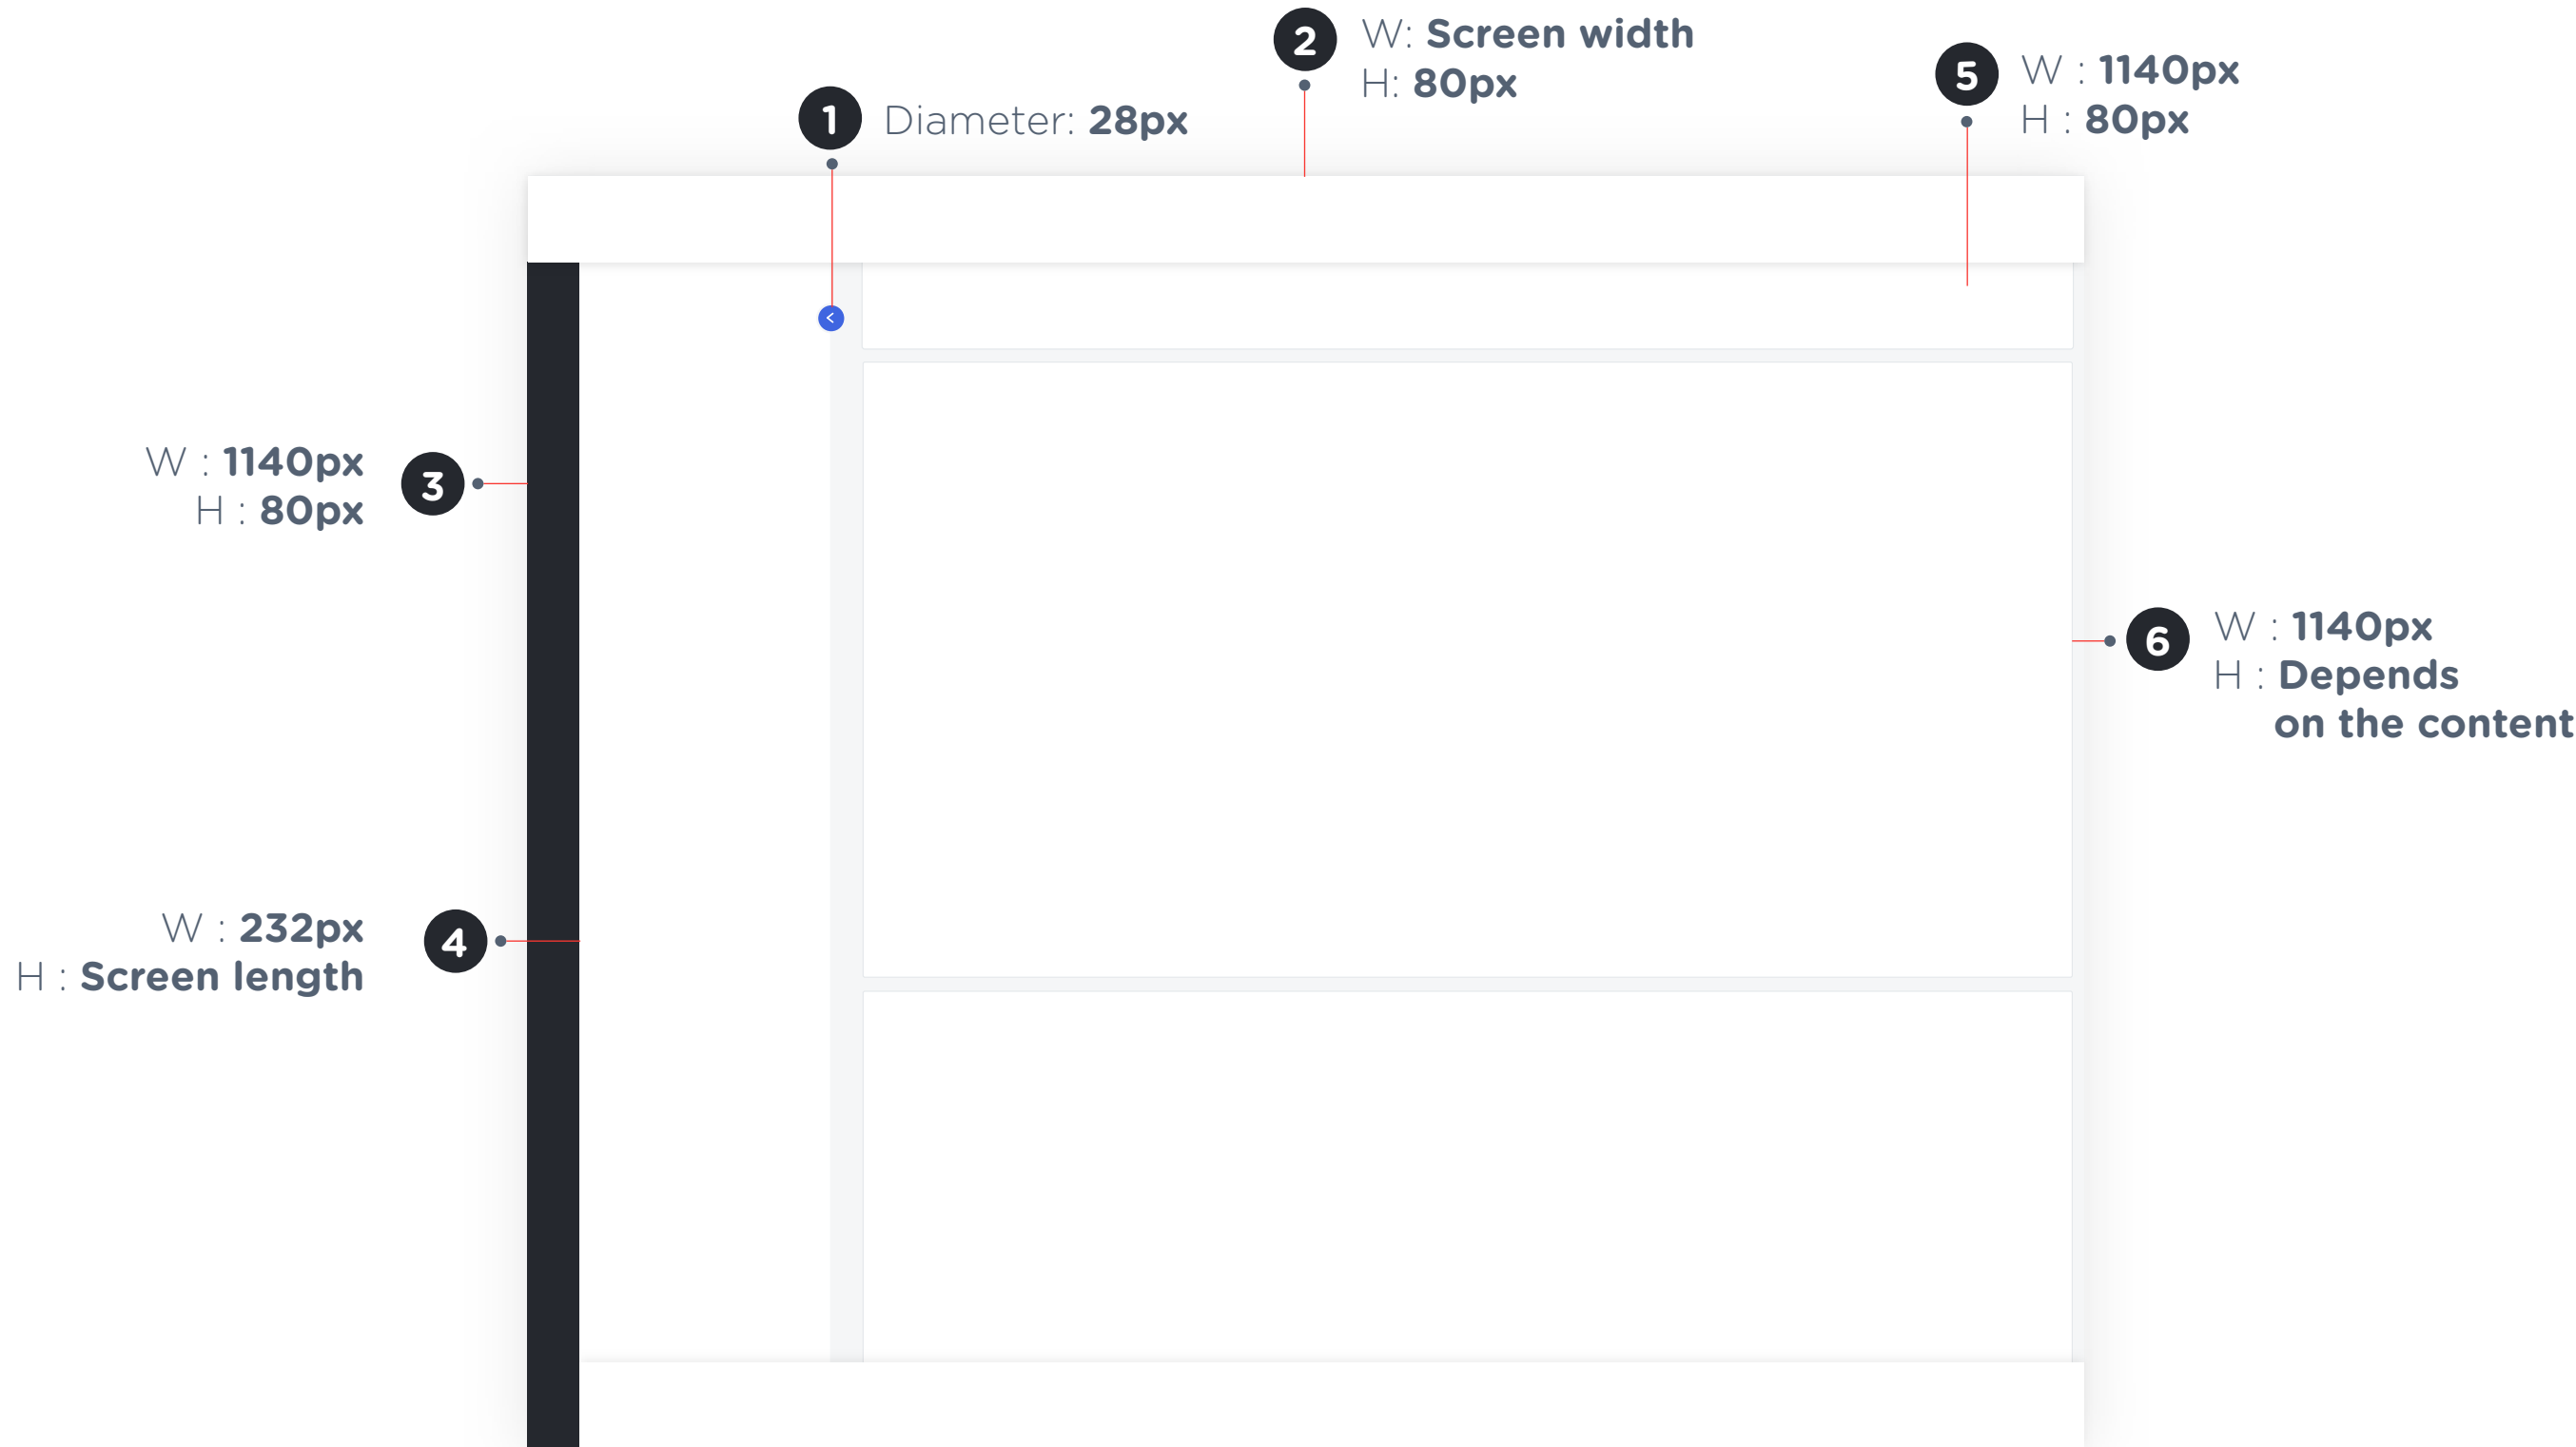 2
W: Screen width
H: 80px
5
W : 1140px
H : 80px
1
Diameter: 28px
W : 1140px
H : 80px
3
6
W : 1140px
H : Depends
on the content
W : 232px
H : Screen length
4